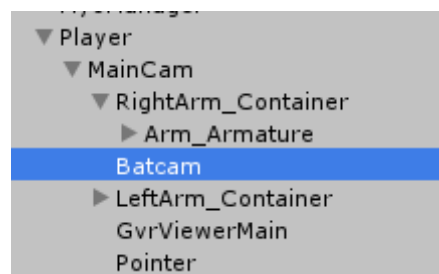 Player
MainCam
RightArm_Container
Arm_Armature
Batcam
LeftArm_Container
GvrViewerMain
Pointer